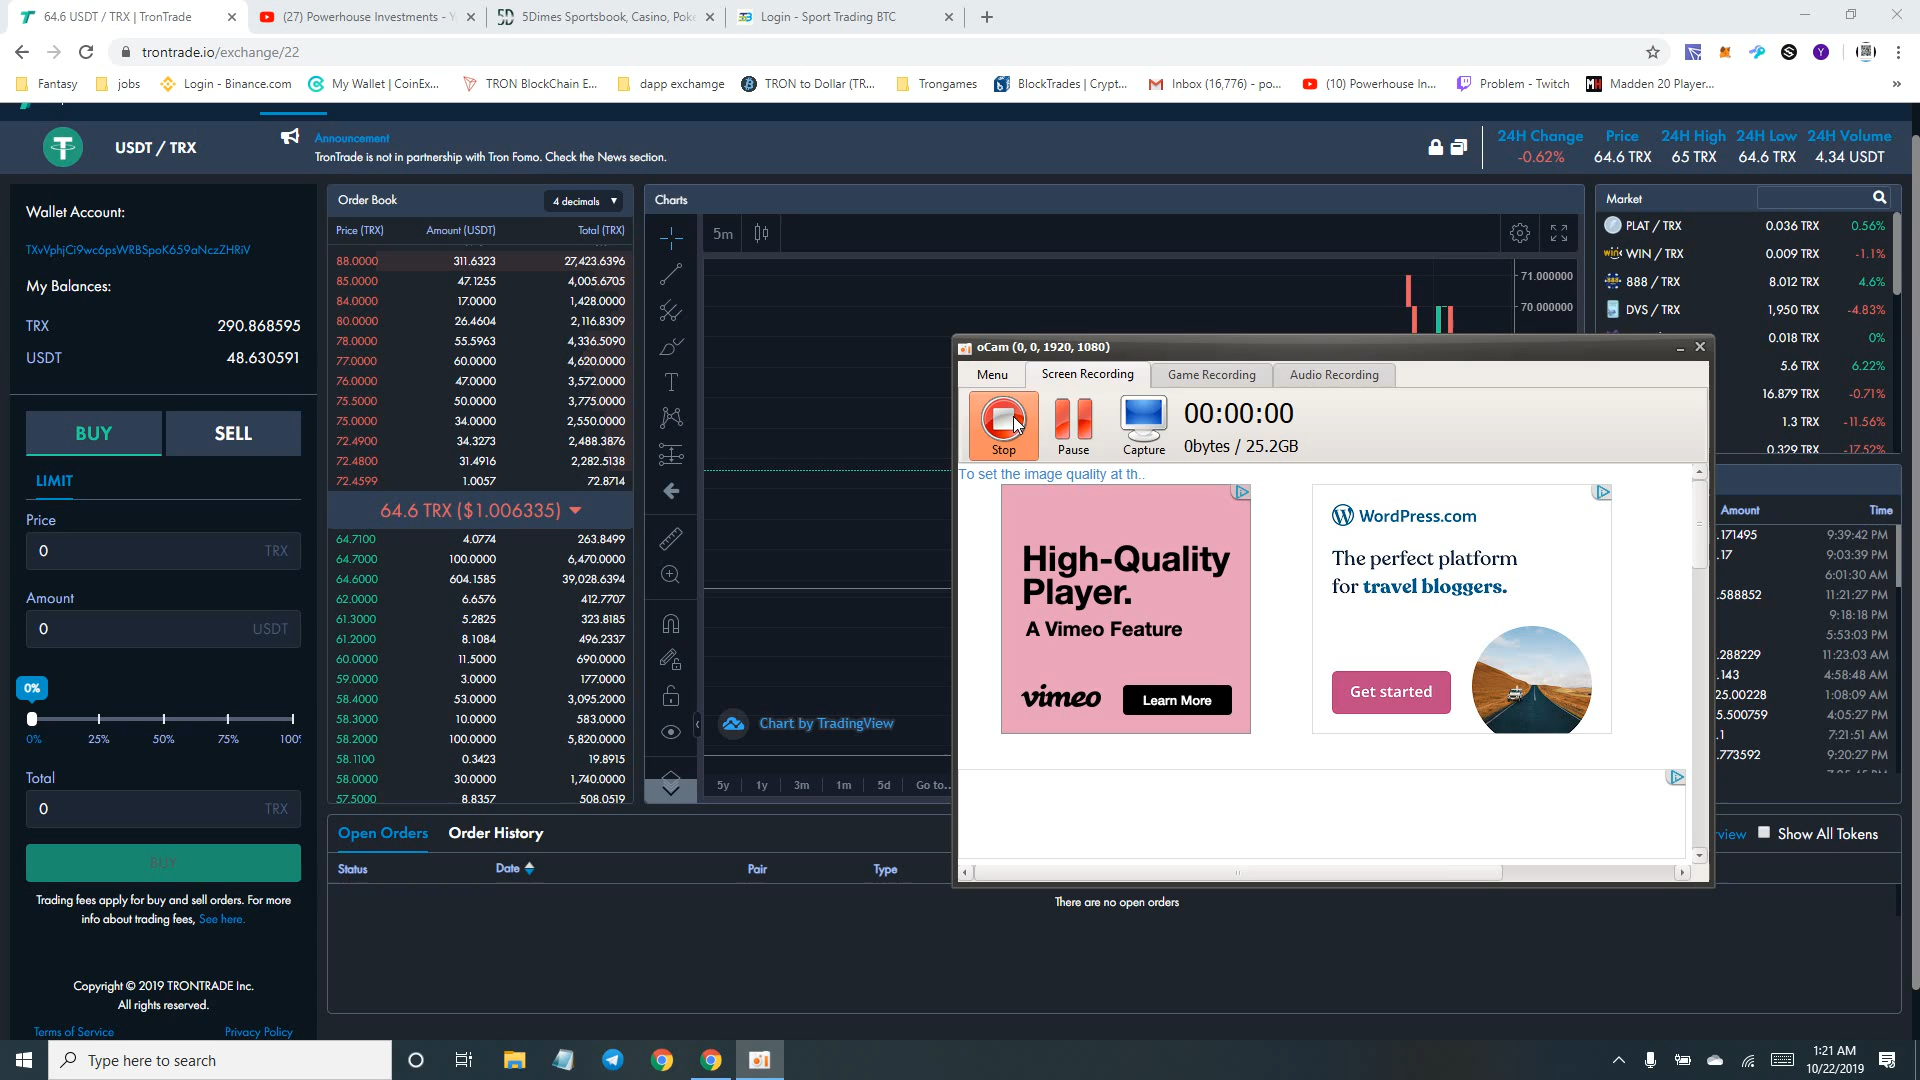 64.6 USDT / TRX | TronTrade
(27) Powerhouse Investments - Y
5Dimes Sportsbook, Casino, Poke
Login - Sport Trading BTC
trontrade.io/exchange/22
Fantasy
jobs
Login - Binance.com
My Wallet | CoinEx...
TRON BlockChain E...
dapp exchamge
TRON to Dollar (TR...
Trongames
BlockTrades | Crypt...
Inbox (16,776) - po...
(10) Powerhouse In...
Problem - Twitch
Madden 20 Player...
USDT / TRX
Announcement
TronTrade is not in partnership with Tron Fomo. Check the News section.
24H Change Price 24H High 24H Low 24H Volume
-0.62% 64.6 TRX 65 TRX 64.6 TRX 4.34 USDT
Wallet Account:
TXvVphjCi9wc6psWRBSpoK659aNczZHRiV
My Balances:
TRX 290.868595
USDT 48.630591
BUY SELL
LIMIT
Price
0 TRX
Amount
0 USDT
0%
0% 25% 50% 75% 100%
Total
0 TRX
BUY
Trading fees apply for buy and sell orders. For more
info about trading fees, See here.
Copyright © 2019 TRONTRADE Inc.
All rights reserved.
Terms of Service Privacy Policy
Order Book 4 decimals
Price (TRX) Amount (USDT) Total (TRX)
88.0000 311.6323 27,423.6396
85.0000 47.1255 4,005.6705
84.0000 17.0000 1,428.0000
80.0000 26.4604 2,116.8309
78.0000 55.5963 4,336.5090
77.0000 60.0000 4,620.0000
76.0000 47.0000 3,572.0000
75.5000 50.0000 3,775.0000
75.0000 34.0000 2,550.0000
72.4900 34.3273 2,488.3876
72.4800 31.4916 2,282.5138
72.4599 1.0057 72.8714
64.6 TRX ($1.006335)
64.7100 4.0774 263.8499
64.7000 100.0000 6,470.0000
64.6000 604.1585 39,028.6394
62.0000 6.6576 412.7707
61.3000 5.2825 323.8185
61.2000 8.1084 496.2337
60.0000 11.5000 690.0000
59.0000 3.0000 177.0000
58.4000 53.0000 3,095.2000
58.3000 10.0000 583.0000
58.2000 100.0000 5,820.0000
58.1100 0.3423 19.8915
58.0000 30.0000 1,740.0000
57.5000 8.8357 508.0519
Charts
5m
71.000000
70.000000
Chart by TradingView
5y 1y 3m 1m 5d Go to...
oCam (0, 0, 1920, 1080)
Menu Screen Recording Game Recording Audio Recording
Stop Pause Capture
00:00:00
0bytes / 25.2GB
To set the image quality at th..
High-Quality
Player.
A Vimeo Feature
vimeo Learn More
WordPress.com
The perfect platform
for travel bloggers.
Get started
Market
PLAT / TRX 0.036 TRX 0.56%
WIN / TRX 0.009 TRX -1.1%
888 / TRX 8.012 TRX 4.6%
DVS / TRX 1,950 TRX -4.83%
0.018 TRX 0%
5.6 TRX 6.22%
16.879 TRX -0.71%
1.3 TRX -11.56%
0.329 TRX -17.52%
Amount Time
.171495 9:39:42 PM
.17 9:03:39 PM
6:01:30 AM
.588852 11:21:27 PM
9:18:18 PM
5:53:03 PM
.288229 11:23:03 AM
.143 4:58:48 AM
25.00228 1:08:09 AM
5.500759 4:05:27 PM
.1 7:21:51 AM
.773592 9:20:27 PM
Open Orders Order History
Show All Tokens
Status Date Pair Type
There are no open orders
Type here to search
1:21 AM
10/22/2019